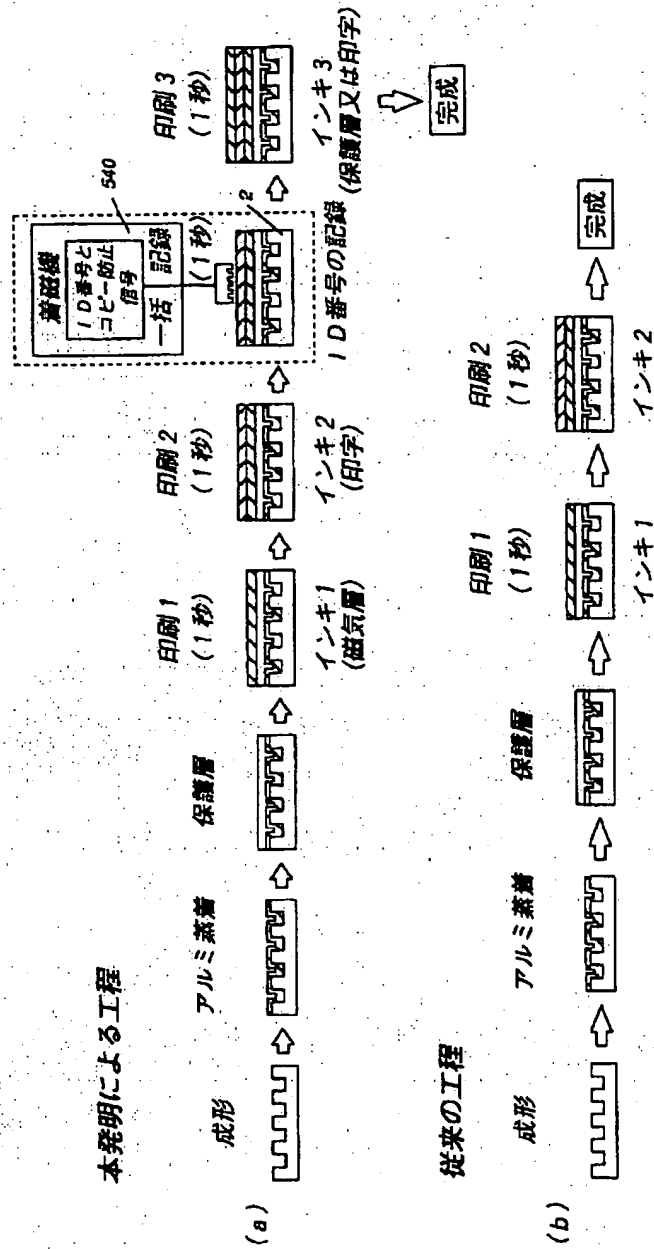 本発明による工程
(a)
成形
アルミ蒸着
保護層
印刷1
(1秒)
インキ1
(磁気層)
印刷2
(1秒)
インキ2
(印字)
540
着磁機
ID番号と
コピー防止
信号
一括 記録
(1秒)
2
ID番号の記録
印刷3
(1秒)
インキ3
(保護層又は印字)
完成
従来の工程
(b)
成形
アルミ蒸着
保護層
印刷1
(1秒)
インキ1
印刷2
(1秒)
インキ2
完成